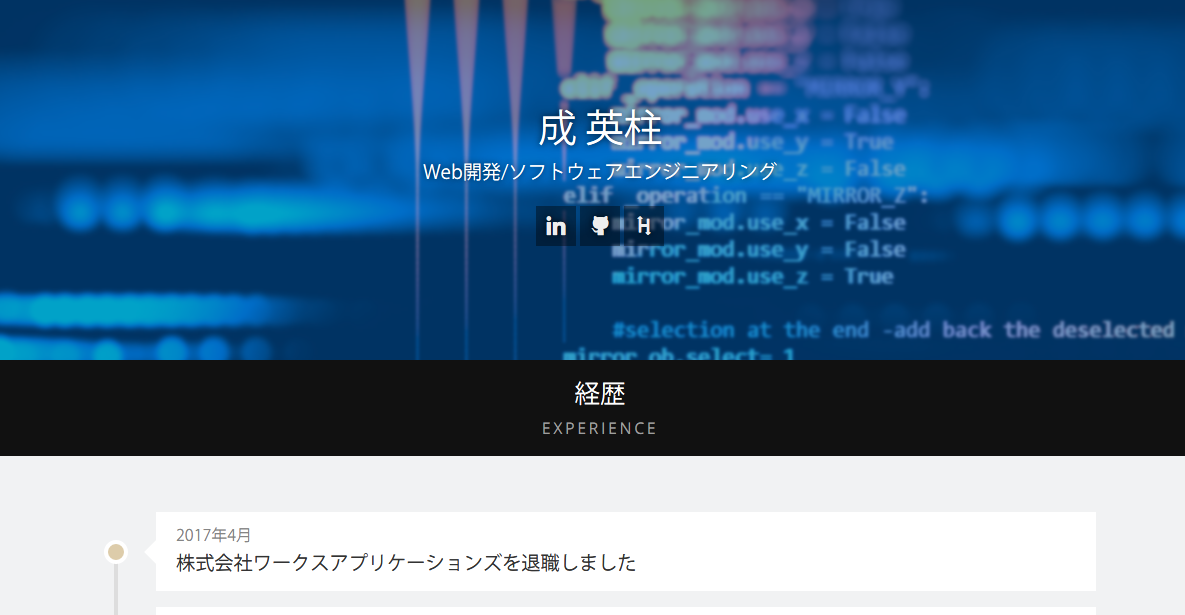 elif _operation == "MIRROR_Y":
mirror_mod.use_x = False
成 英柱
mirror_mod.use_y = True
Web開発/ソフトウェアエンジニアリング
mirror_mod.use_z = False
elif _operation == "MIRROR_Z":
mirror_mod.use_x = False
in
H
mirror_mod.use_y = False
mirror_mod.use_z = True
#selection at the end -add back the deselected
mirror_ob.select= 1
経歴
EXPERIENCE
2017年4月
株式会社ワークスアプリケーションズを退職しました